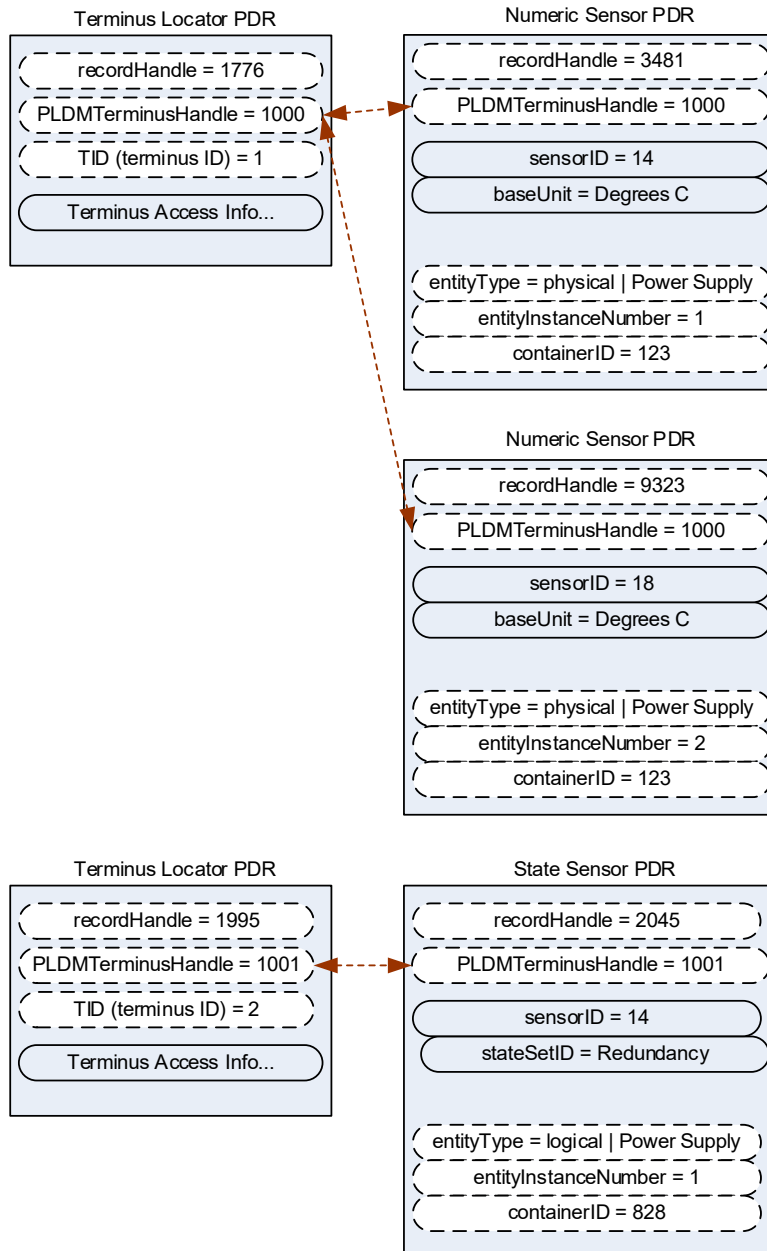 Terminus Locator PDR
recordHandle = 1776
PLDMTerminusHandle = 1000
TID (terminus ID) = 1
Terminus Access Info...
Numeric Sensor PDR
recordHandle = 3481
PLDMTerminusHandle = 1000
sensorID = 14
baseUnit = Degrees C
entityType = physical | Power Supply
entityInstanceNumber = 1
containerID = 123
Numeric Sensor PDR
recordHandle = 9323
PLDMTerminusHandle = 1000
sensorID = 18
baseUnit = Degrees C
entityType = physical | Power Supply
entityInstanceNumber = 2
containerID = 123
Terminus Locator PDR
recordHandle = 1995
PLDMTerminusHandle = 1001
TID (terminus ID) = 2
Terminus Access Info...
State Sensor PDR
recordHandle = 2045
PLDMTerminusHandle = 1001
sensorID = 14
stateSetID = Redundancy
entityType = logical | Power Supply
entityInstanceNumber = 1
containerID = 828